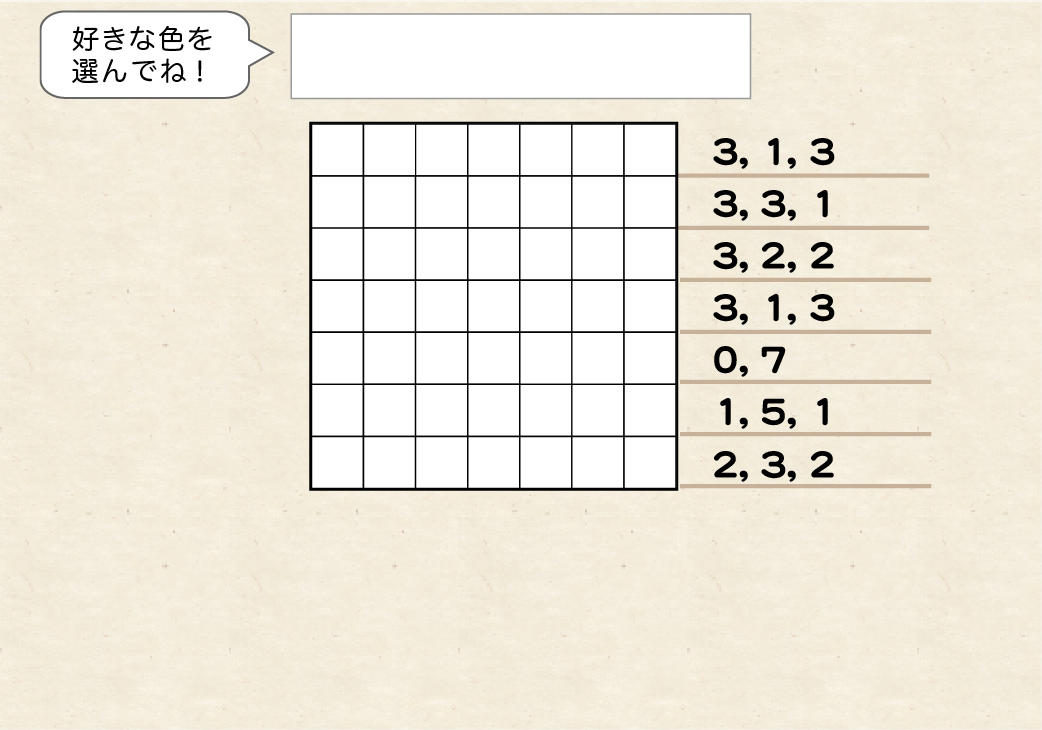 好きな色を
選んでね！
3, 1, 3
3, 3, 1
3, 2, 2
3, 1, 3
0, 7
1, 5, 1
2, 3, 2